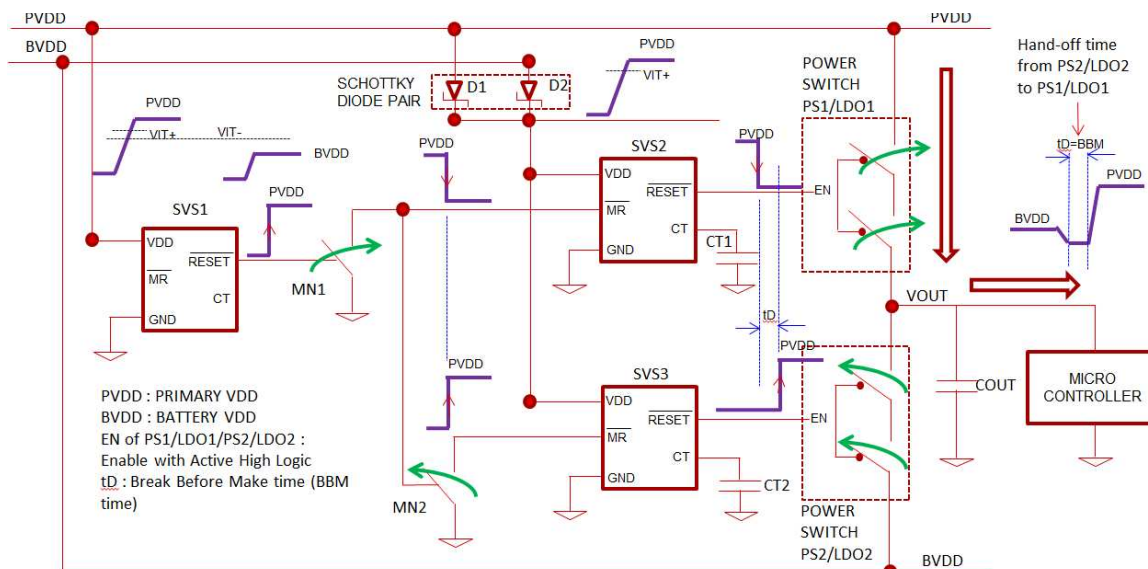 PVDD
PVDD
BVDD
SCHOTTKY
DIODE PAIR
D1
D2
PVDD
VIT+
POWER
SWITCH
PS1/LDO1
Hand-off time
from PS2/LDO2
to PS1/LDO1
PVDD
VIT+
VIT-
BVDD
PVDD
PVDD
tD=BBM
PVDD
BVDD
SVS1
VDD
RESET
MR
CT
GND
PVDD
MN1
SVS2
VDD
RESET
MR
CT
GND
CT1
EN
VOUT
tD
PVDD
PVDD
SVS3
VDD
RESET
MR
CT
GND
CT2
EN
MN2
COUT
MICRO
CONTROLLER
PVDD : PRIMARY VDD
BVDD : BATTERY VDD
EN of PS1/LDO1/PS2/LDO2 :
Enable with Active High Logic
tD : Break Before Make time (BBM
time)
POWER
SWITCH
PS2/LDO2
BVDD